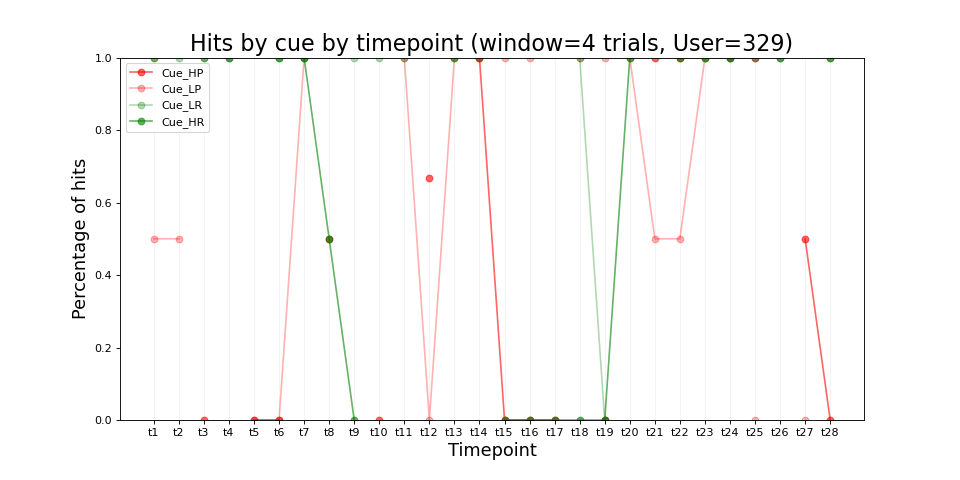 Hits by cue by timepoint (window=4 trials, User=329)
1.0
0.8
0.6
0.4
0.2
0.0
Percentage of hits
Cue_HP
Cue_LP
Cue_LR
Cue_HR
t1 t2 t3 t4 t5 t6 t7 t8 t9 t10 t11 t12 t13 t14 t15 t16 t17 t18 t19 t20 t21 t22 t23 t24 t25 t26 t27 t28
Timepoint